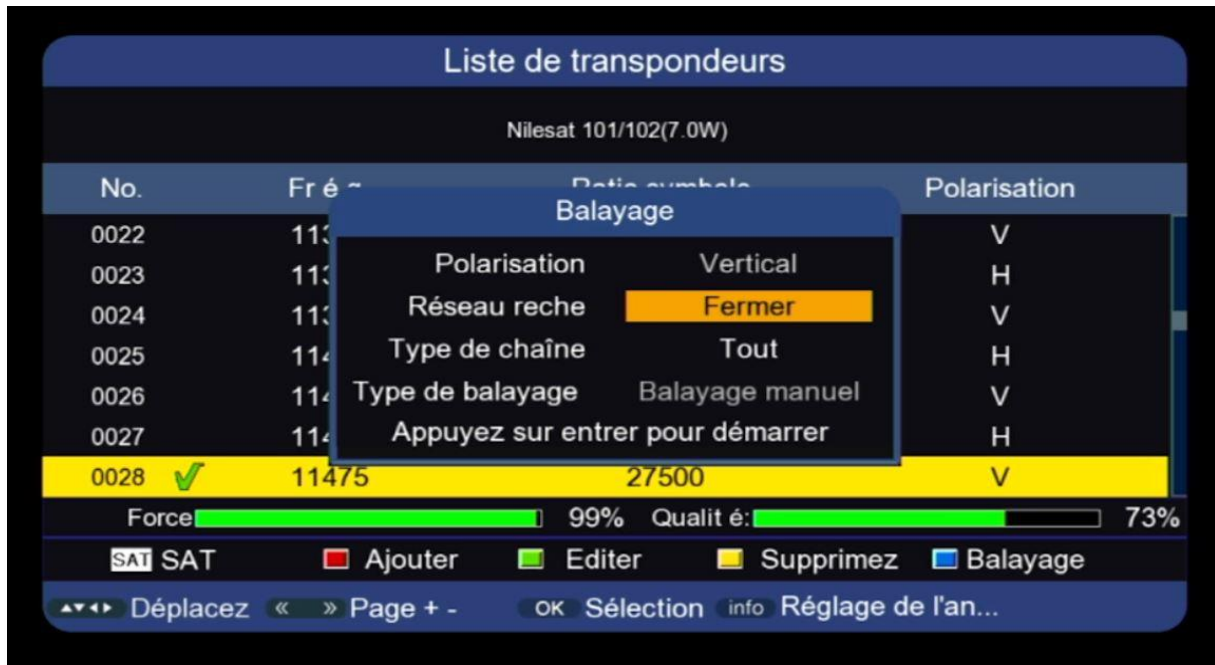 Liste de transpondeurs
Nilesat 101/102(7.0W)
No. Fr é Polarisation
Balayage
0022 V
Polarisation Vertical
0023 H
Réseau reche Fermer
0024 V
Type de chaîne Tout
0025 H
Type de balayage Balayage manuel
0026 V
Appuyez sur entrer pour démarrer
0027 H
0028 11475 27500 V
Force 99% Qualit é: 73%
SAT SAT Ajouter Editer Supprimez Balayage
Déplacez « » Page + - OK Sélection info Réglage de l'an...